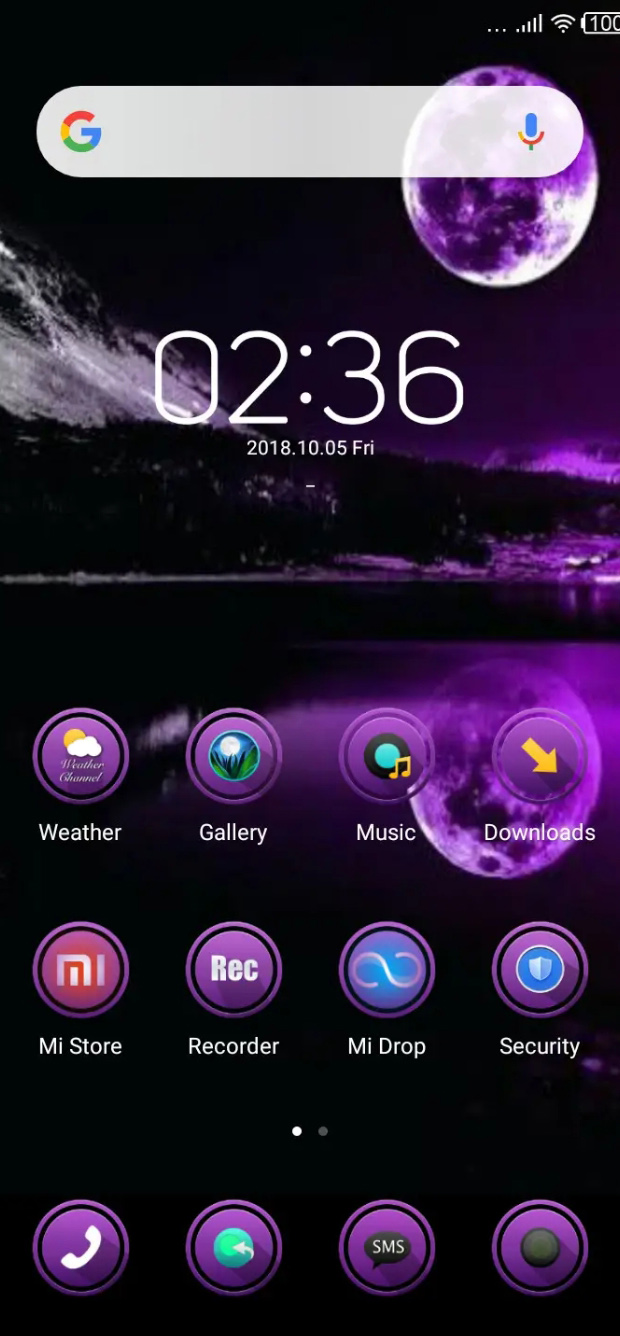 ... 100
02:36
2018.10.05 Fri
Weather
Channel
Weather
Gallery
Music
Downloads
mi
Rec
Mi Store
Recorder
Mi Drop
Security
SMS